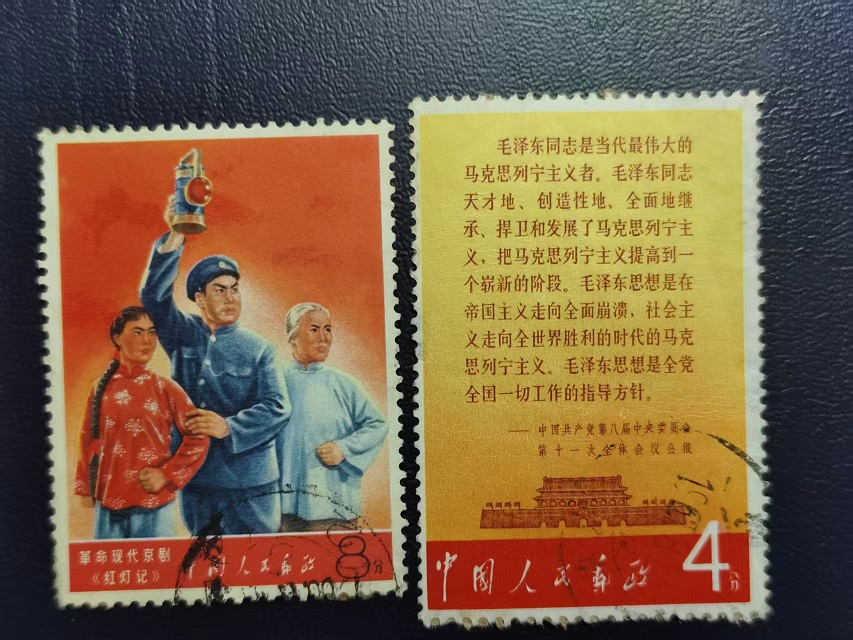 革命现代京剧
《红灯记》
中国人民邮政
8分
毛泽东同志是当代最伟大的
马克思列宁主义者。毛泽东同志
天才地、创造性地、全面地继
承、捍卫和发展了马克思列宁主
义，把马克思列宁主义提高到一
个崭新的阶段。毛泽东思想是在
帝国主义走向全面崩溃，社会主
义走向全世界胜利的时代的马克
思列宁主义。毛泽东思想是全党
全国一切工作的指导方针。
——中国共产党第八届中央委员会
第十一次全体会议公报
中国人民邮政
4分